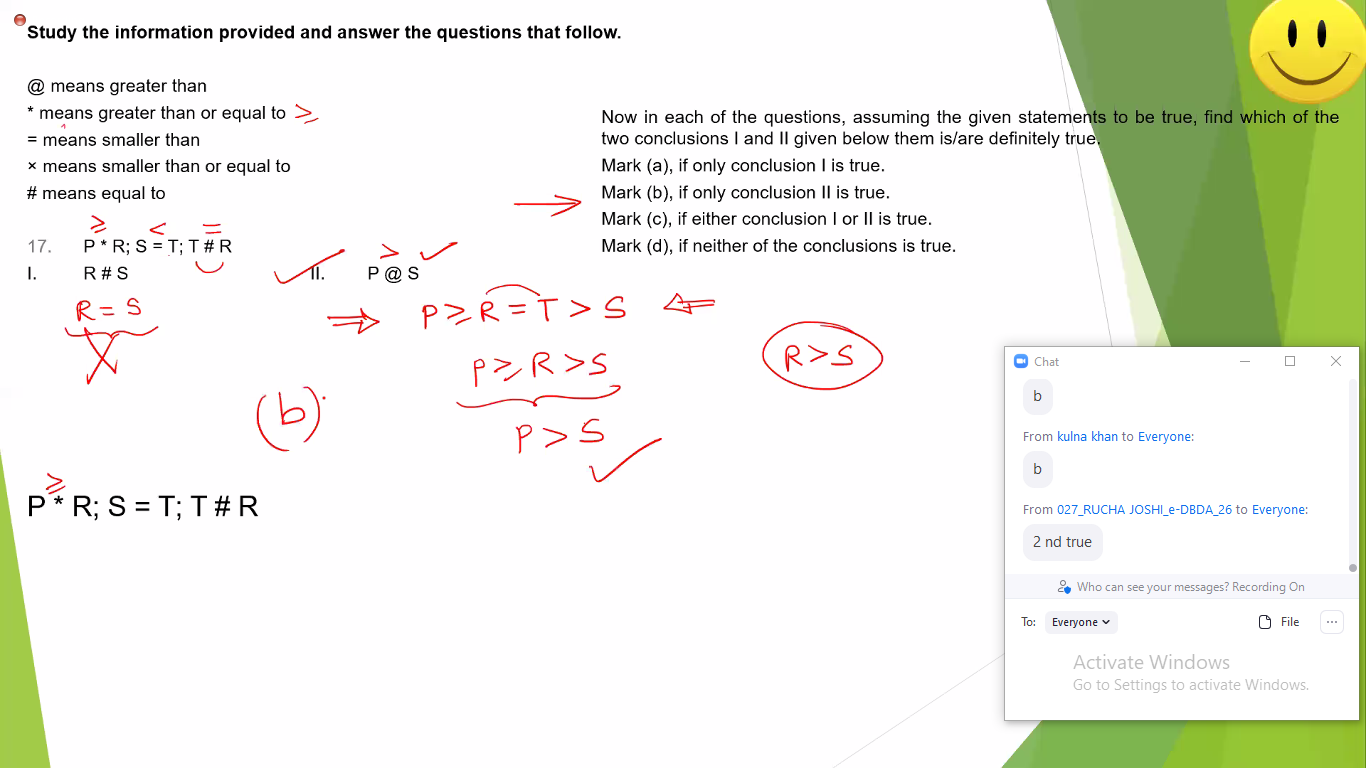 Study the information provided and answer the questions that follow.
@ means greater than
* means greater than or equal to ≥
= means smaller than
× means smaller than or equal to
# means equal to
Now in each of the questions, assuming the given statements to be true, find which of the
two conclusions I and II given below them is/are definitely true.
Mark (a), if only conclusion I is true.
Mark (b), if only conclusion II is true.
Mark (c), if either conclusion I or II is true.
Mark (d), if neither of the conclusions is true.
≥ < =
17. P * R; S = T; T # R
>
I. R # S II. P @ S
R = S
P ≥ R = T > S
R > S
P ≥ R > S
(b)
P > S
≥
P * R; S = T; T # R
Chat
b
From kulna khan to Everyone:
b
From 027_RUCHA JOSHI_e-DBDA_26 to Everyone:
2 nd true
Who can see your messages? Recording On
To: Everyone File ...
Activate Windows
Go to Settings to activate Windows.